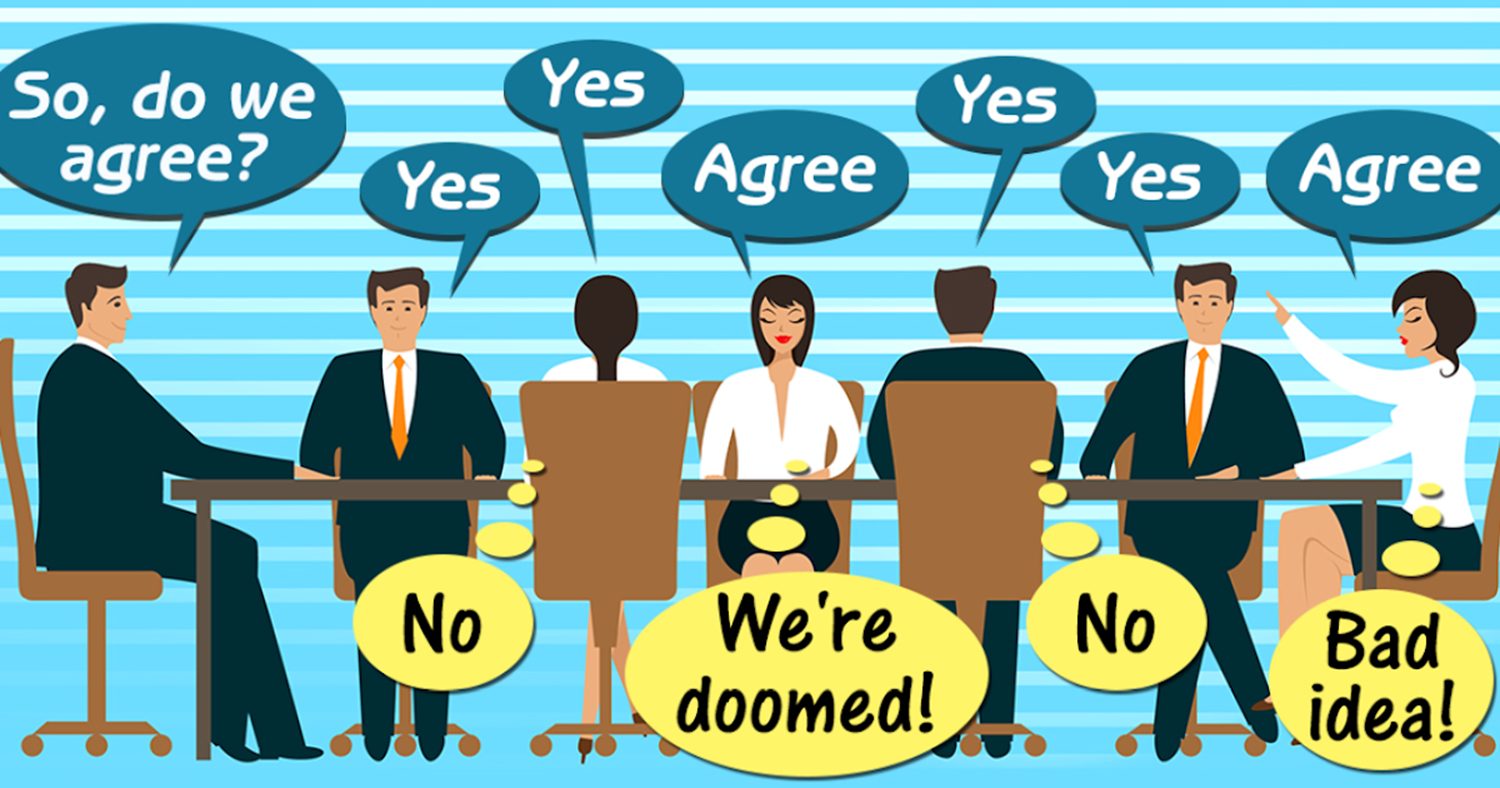 So, do we
agree?
Yes
Yes
Agree
Yes
Yes
Agree
No
We're
doomed!
No
Bad
idea!